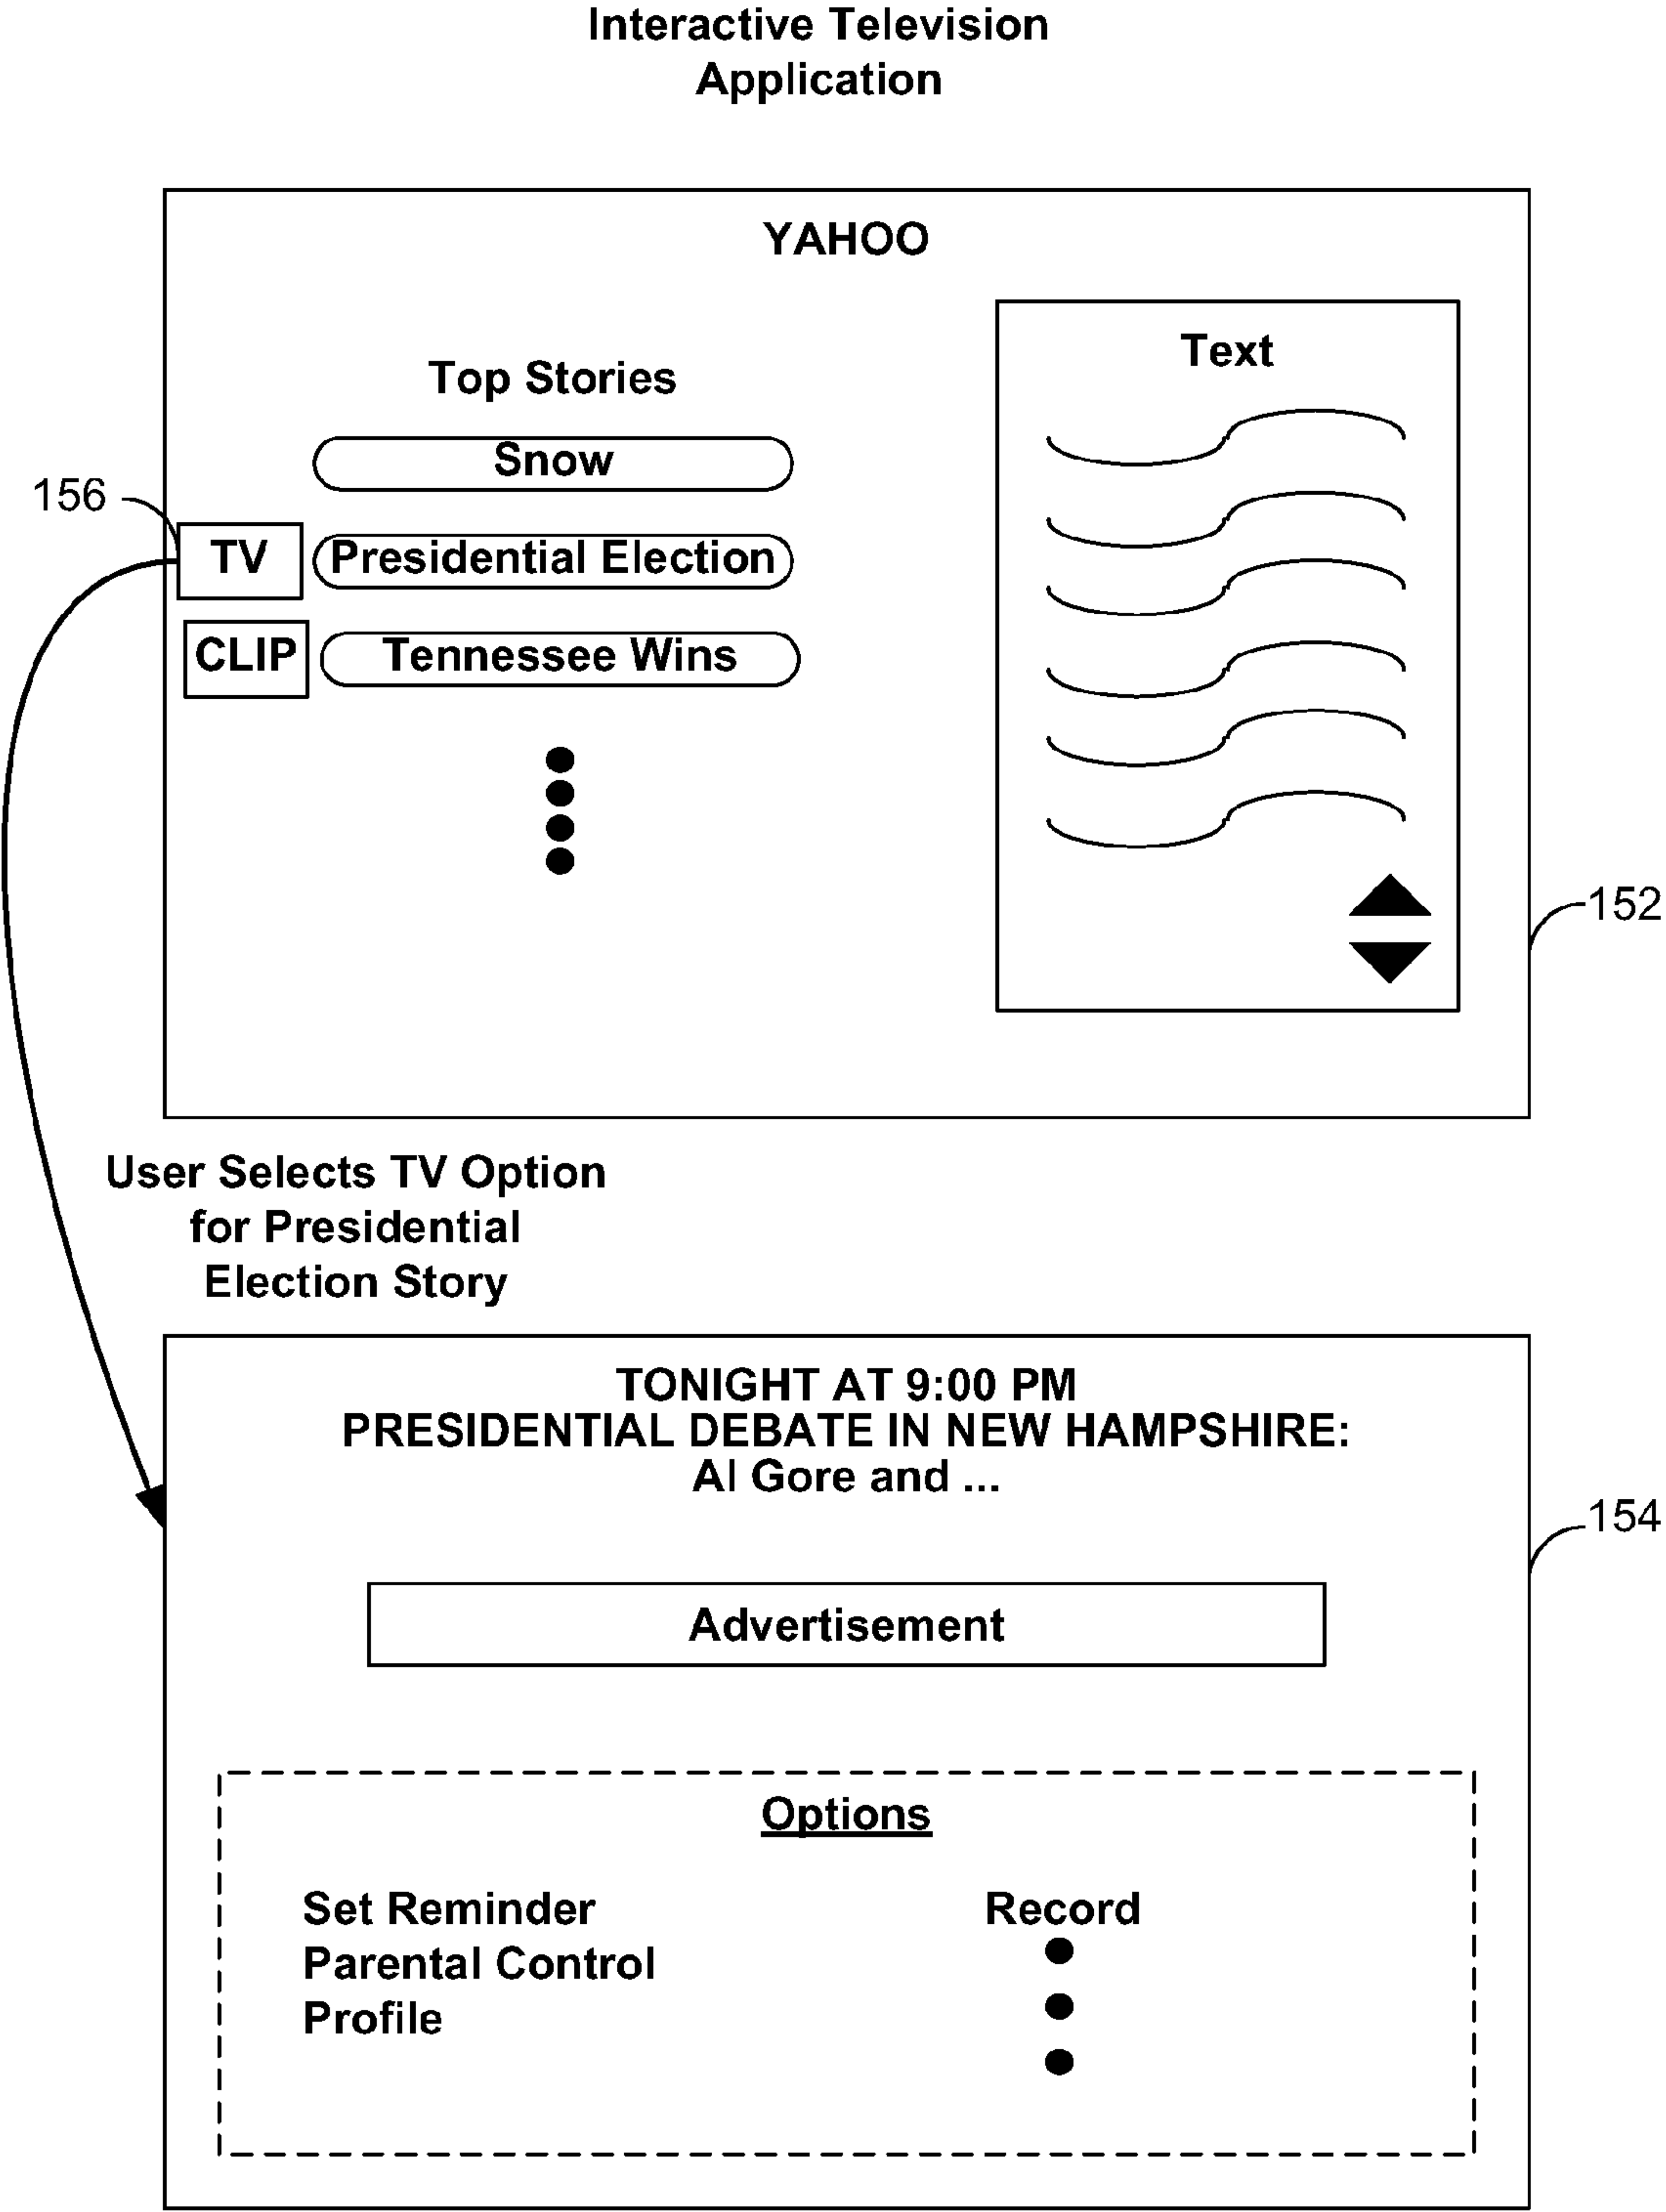 Interactive Television
Application
YAHOO
Top Stories
Snow
156
TV
Presidential Election
CLIP
Tennessee Wins
Text
152
User Selects TV Option
for Presidential
Election Story
TONIGHT AT 9:00 PM
PRESIDENTIAL DEBATE IN NEW HAMPSHIRE:
Al Gore and ...
154
Advertisement
Options
Set Reminder
Parental Control
Profile
Record